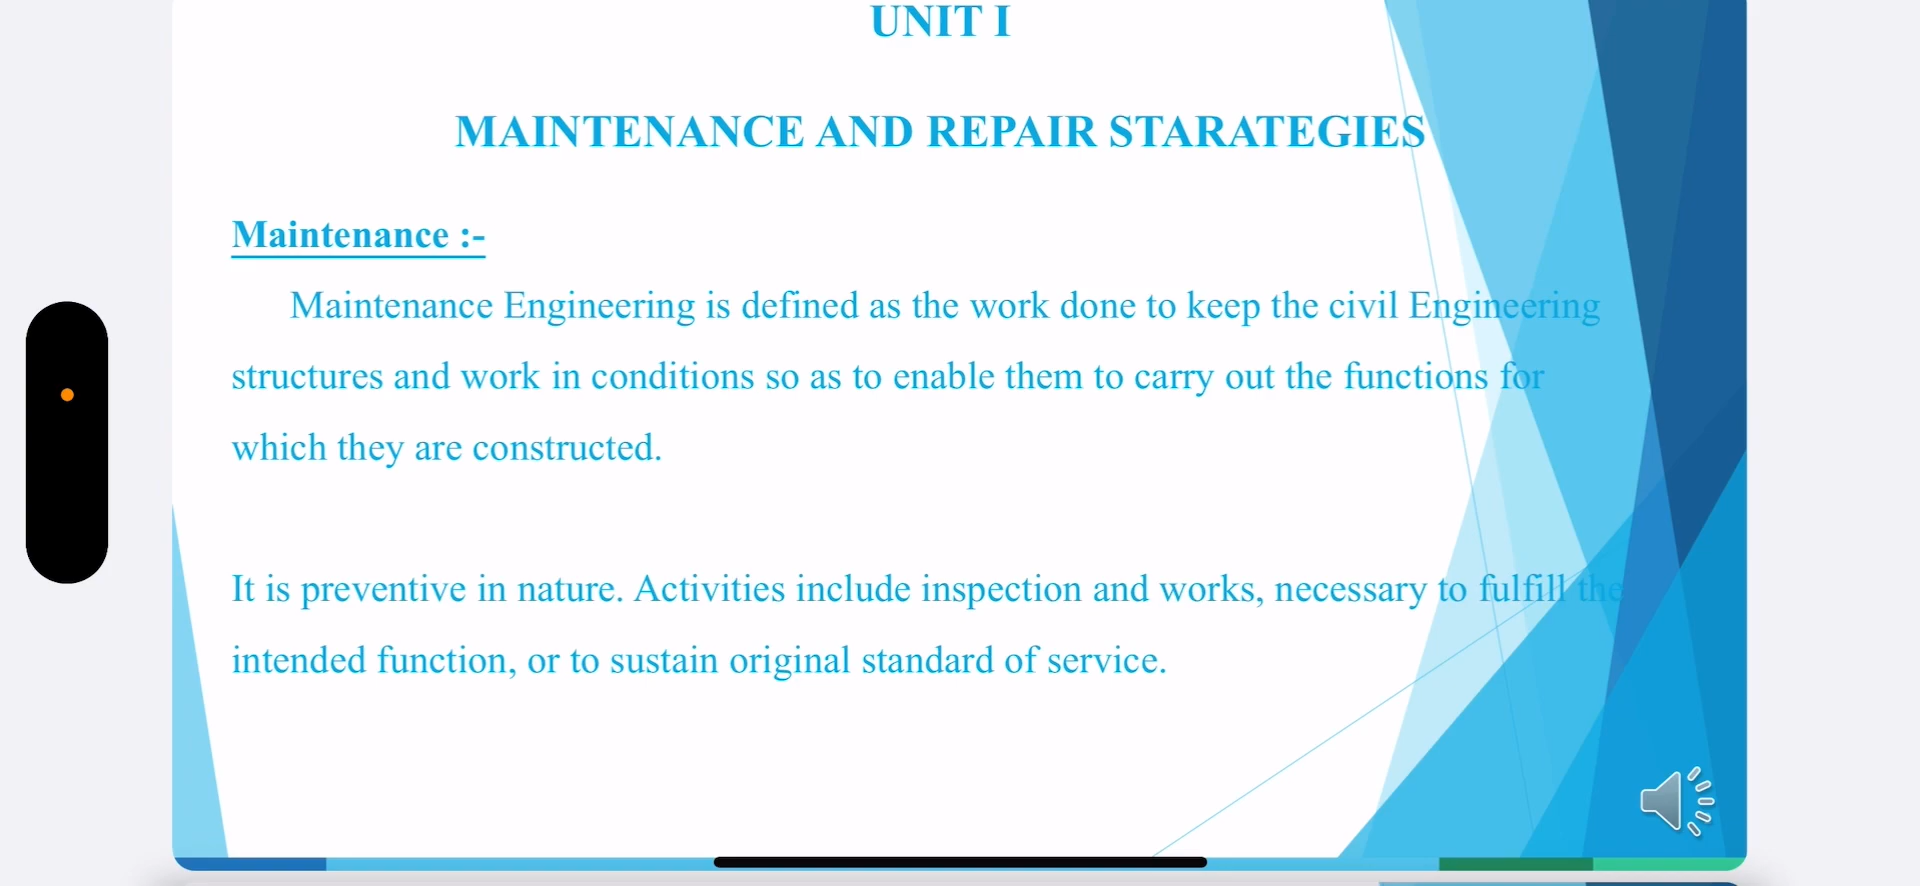 UNIT I
MAINTENANCE AND REPAIR STARATEGIES
Maintenance :-
Maintenance Engineering is defined as the work done to keep the civil Engineering
structures and work in conditions so as to enable them to carry out the functions for
which they are constructed.
It is preventive in nature. Activities include inspection and works, necessary to fulfill the
intended function, or to sustain original standard of service.